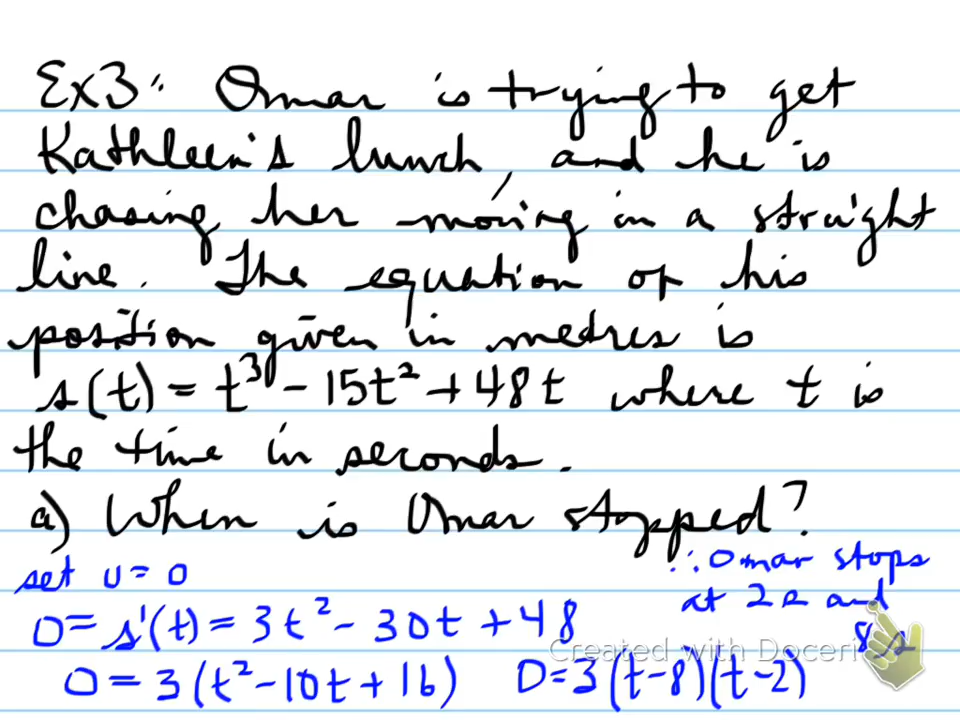 Ex3: Omar is trying to get
Kathleen's lunch, and he is
chasing her moving in a straight
line. The equation of his
position given in metres is
s(t) = t³ - 15t² + 48t where t is
the time in seconds.
a) When is Omar stopped?
set v = 0
0 = s'(t) = 3t² - 30t + 48
0 = 3(t² - 10t + 16)
0 = 3(t-8)(t-2)
∴ Omar stops
at 2s and
8s
Created with Doceri